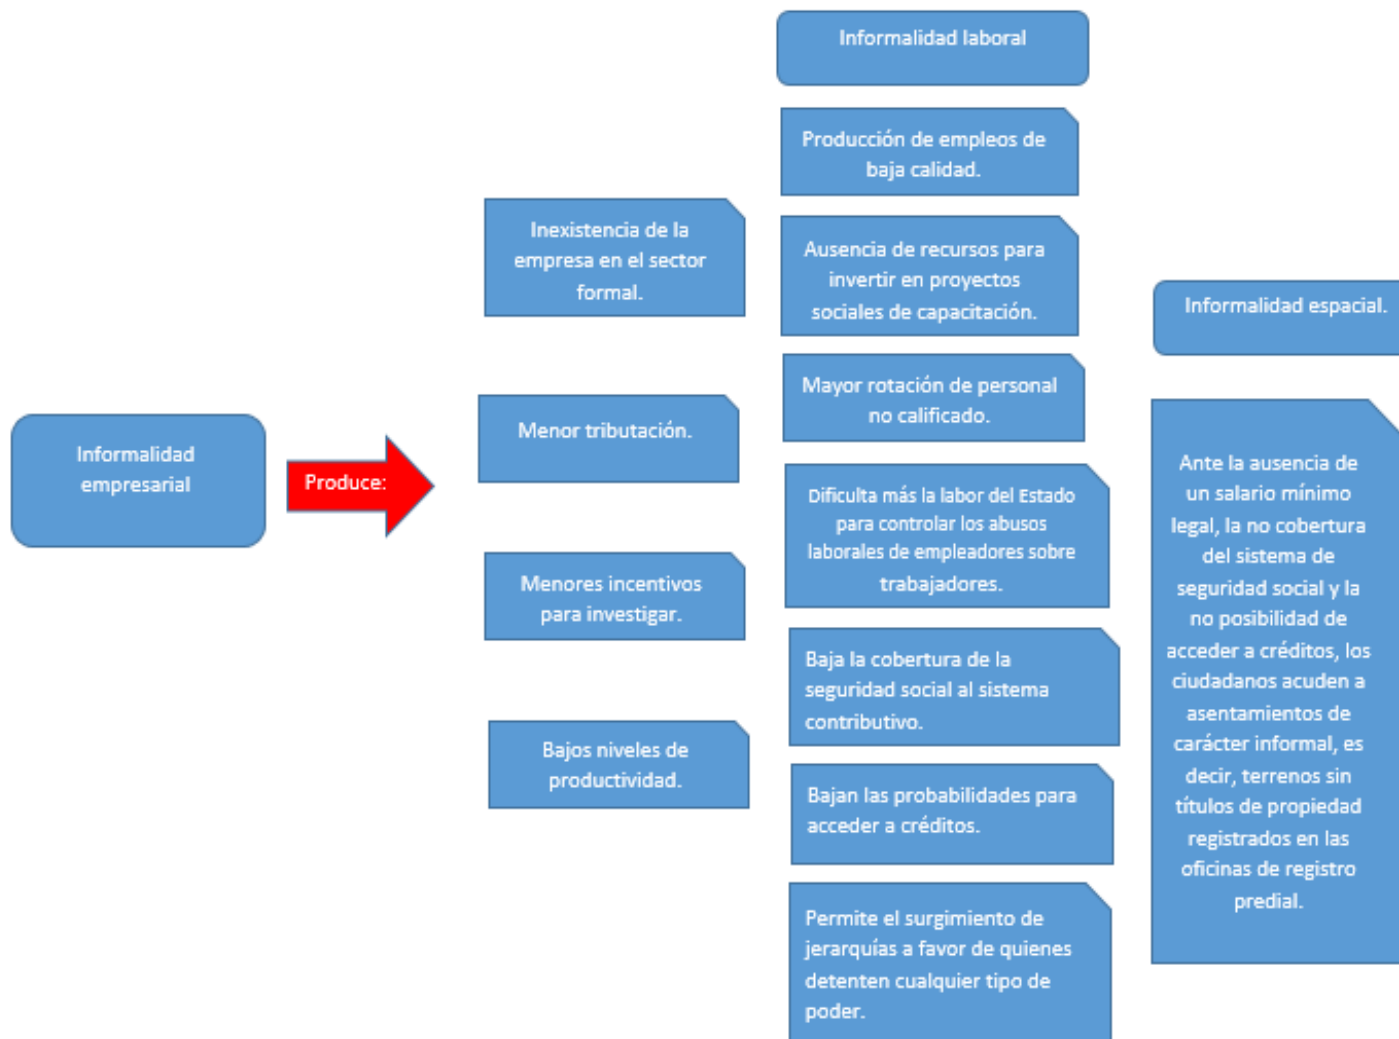 Informalidad
empresarial
Produce:
Inexistencia de la
empresa en el sector
formal.
Menor tributación.
Menores incentivos
para investigar.
Bajos niveles de
productividad.
Informalidad laboral
Producción de empleos de
baja calidad.
Ausencia de recursos para
invertir en proyectos
sociales de capacitación.
Mayor rotación de personal
no calificado.
Dificulta más la labor del Estado
para controlar los abusos
laborales de empleadores sobre
trabajadores.
Baja la cobertura de la
seguridad social al sistema
contributivo.
Bajan las probabilidades para
acceder a créditos.
Permite el surgimiento de
jerarquías a favor de quienes
detenten cualquier tipo de
poder.
Informalidad espacial.
Ante la ausencia de
un salario mínimo
legal, la no cobertura
del sistema de
seguridad social y la
no posibilidad de
acceder a créditos, los
ciudadanos acuden a
asentamientos de
carácter informal, es
decir, terrenos sin
títulos de propiedad
registrados en las
oficinas de registro
predial.